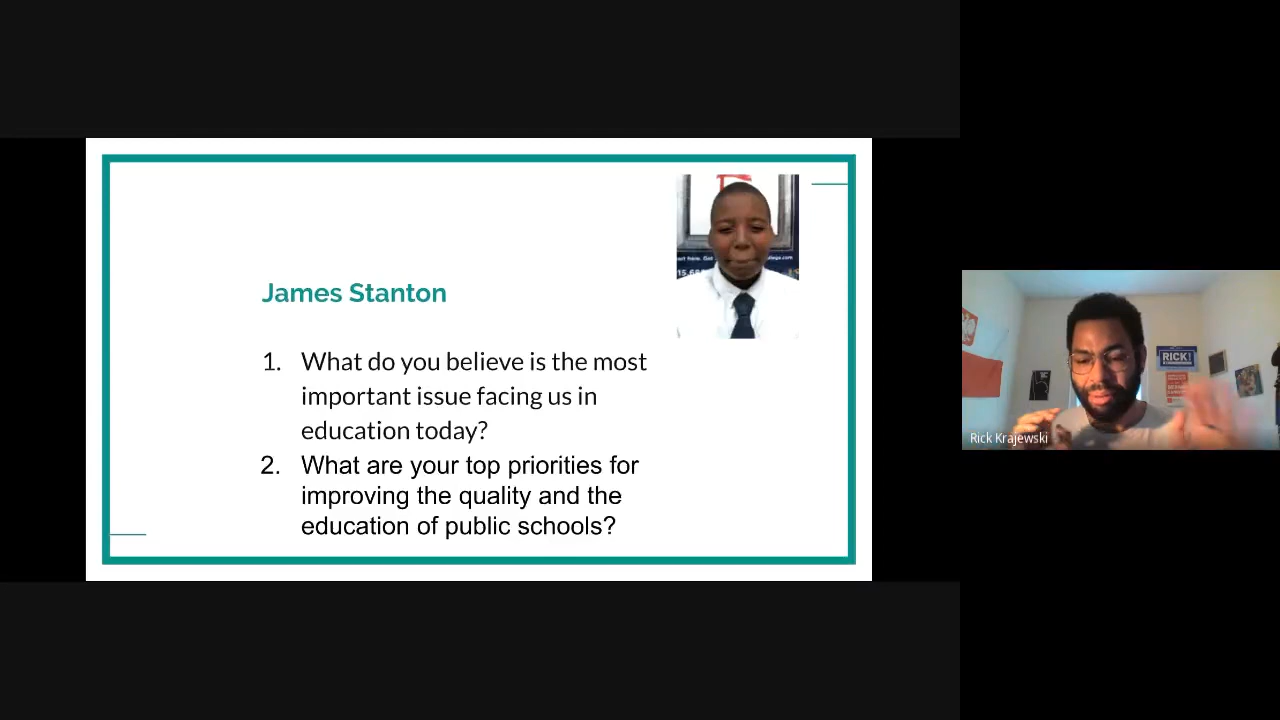 James Stanton
1. What do you believe is the most
important issue facing us in
education today?
2. What are your top priorities for
improving the quality and the
education of public schools?
RICK!
Rick Krajewski